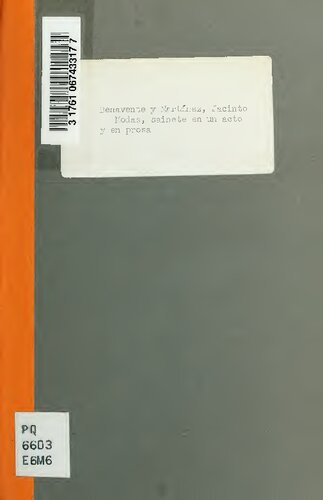 3 1761 06743317 7
Benavente y Martínez, Jacinto
Modas, sainete en un acto
y en prosa
PQ
6603
E6M6